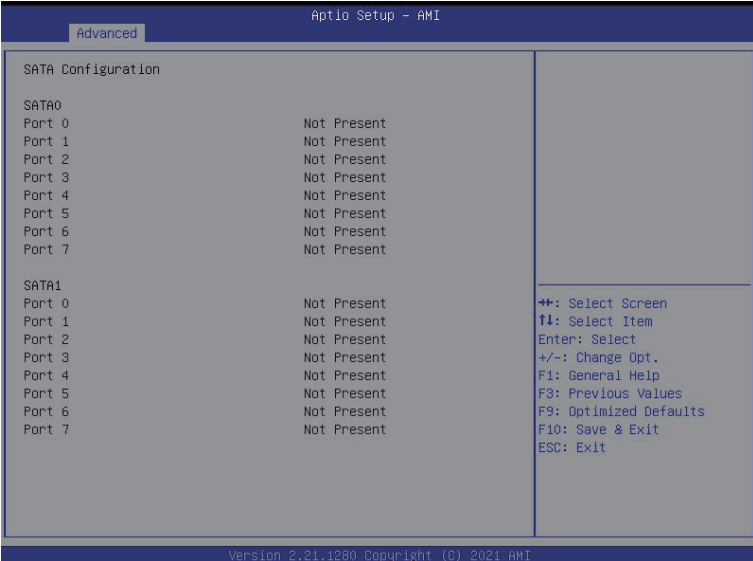 Aptio Setup – AMI
Advanced
SATA Configuration
SATA0
Port 0 Not Present
Port 1 Not Present
Port 2 Not Present
Port 3 Not Present
Port 4 Not Present
Port 5 Not Present
Port 6 Not Present
Port 7 Not Present
SATA1
Port 0 Not Present
Port 1 Not Present
Port 2 Not Present
Port 3 Not Present
Port 4 Not Present
Port 5 Not Present
Port 6 Not Present
Port 7 Not Present
→←: Select Screen
↑↓: Select Item
Enter: Select
+/-: Change Opt.
F1: General Help
F3: Previous Values
F9: Optimized Defaults
F10: Save & Exit
ESC: Exit
Version 2.21.1280 Copyright (C) 2021 AMI